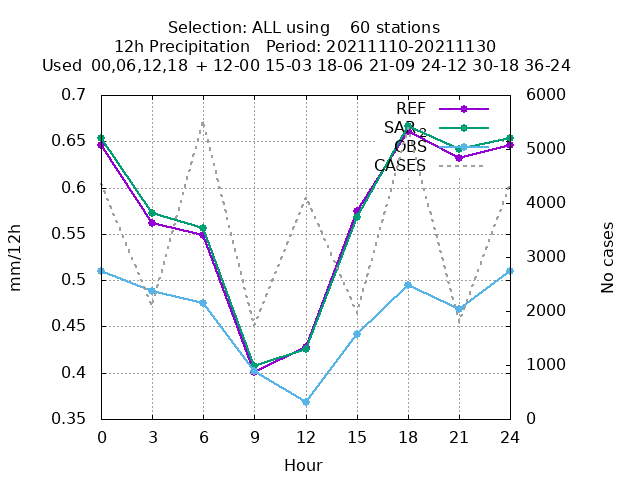 Selection: ALL using    60 stations
12h Precipitation   Period: 20211110-20211130
Used  00,06,12,18  + 12-00 15-03 18-06 21-09 24-12 30-18 36-24
0.7
0.65
0.6
0.55
0.5
0.45
0.4
0.35
mm/12h
6000
5000
4000
3000
2000
1000
0
No cases
REF
SAP_2
OBS
CASES
0 3 6 9 12 15 18 21 24
Hour